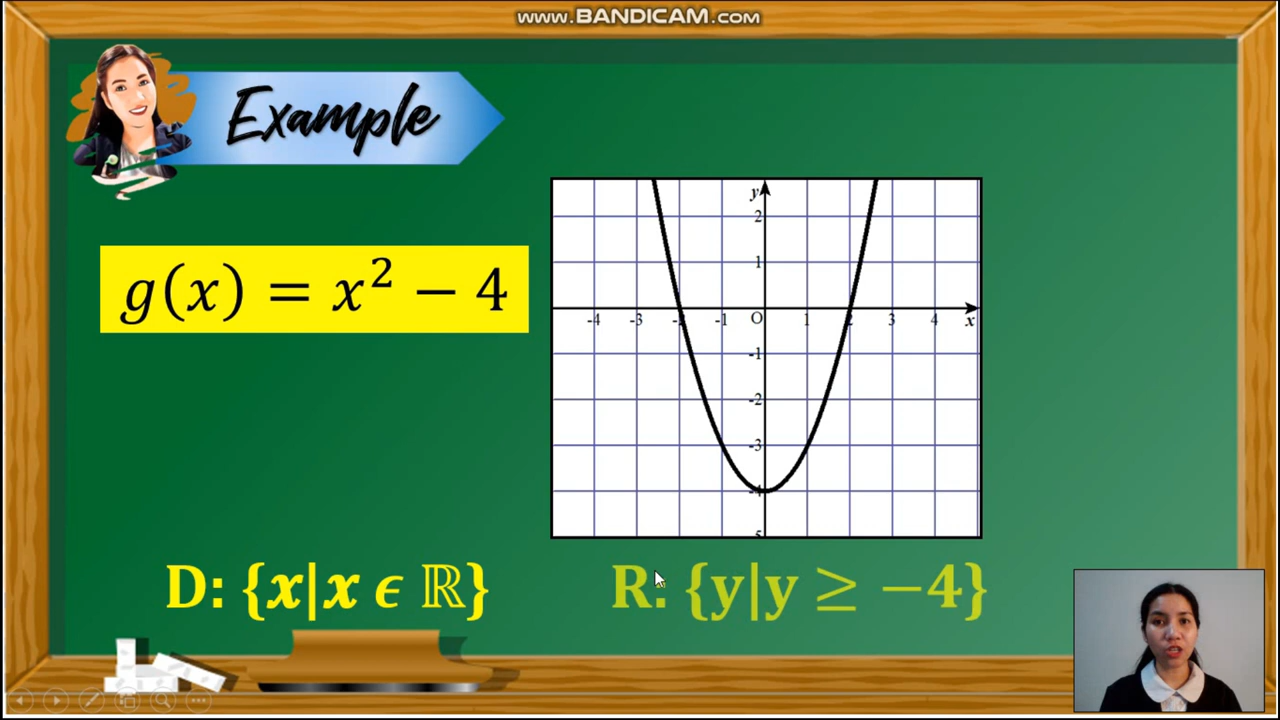 www.BANDICAM.com
Example
g(x) = x² − 4
y
2
1
-4 -3 -2 -1 O 1 2 3 4 x
-1
-2
-3
-4
5
D: {x|x ϵ ℝ}
R: {y|y ≥ −4}